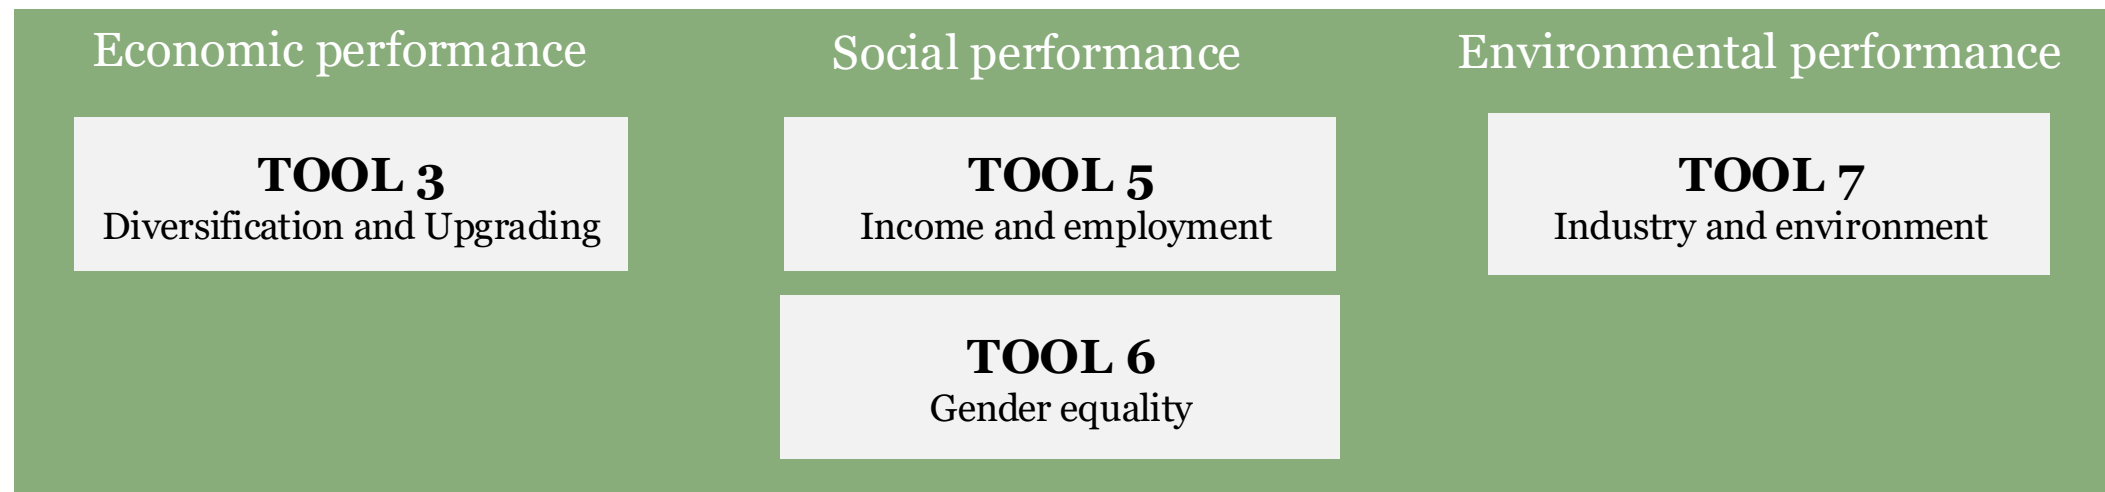 Economic performance
TOOL 3
Diversification and Upgrading
Social performance
TOOL 5
Income and employment
TOOL 6
Gender equality
Environmental performance
TOOL 7
Industry and environment